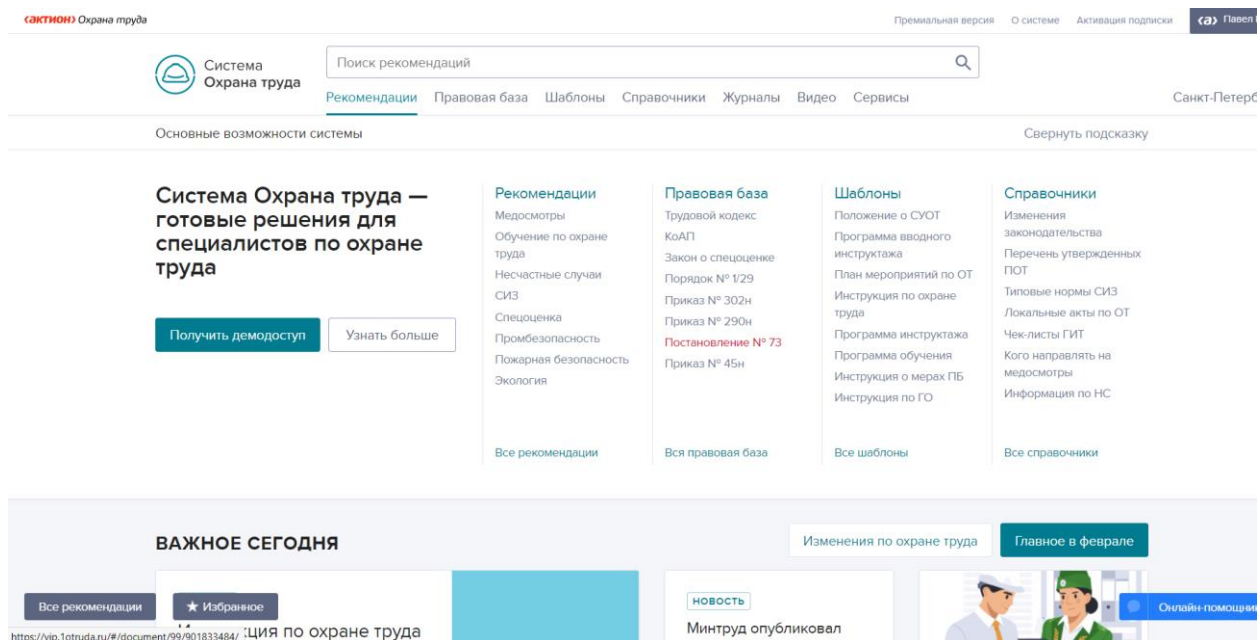 ‹актион› Охрана труда
Премиальная версия О системе Активация подписки ‹а› Павел
Система
Охрана труда
Поиск рекомендаций
Рекомендации Правовая база Шаблоны Справочники Журналы Видео Сервисы
Основные возможности системы
Свернуть подсказку
Система Охрана труда —
готовые решения для
специалистов по охране
труда
Получить демодоступ
Узнать больше
Рекомендации
Медосмотры
Обучение по охране
труда
Несчастные случаи
СИЗ
Спецоценка
Промбезопасность
Пожарная безопасность
Экология
Все рекомендации
Правовая база
Трудовой кодекс
КоАП
Закон о спецоценке
Порядок № 1/29
Приказ № 302н
Приказ № 290н
Постановление № 73
Приказ № 45н
Вся правовая база
Шаблоны
Положение о СУОТ
Программа вводного
инструктажа
План мероприятий по ОТ
Инструкция по охране
труда
Программа инструктажа
Программа обучения
Инструкция о мерах ПБ
Инструкция по ГО
Все шаблоны
Справочники
Изменения
законодательства
Перечень утвержденных
ПОТ
Типовые нормы СИЗ
Локальные акты по ОТ
Чек-листы ГИТ
Кого направлять на
медосмотры
Информация по НС
Все справочники
ВАЖНОЕ СЕГОДНЯ
Изменения по охране труда
Главное в феврале
Все рекомендации
★ Избранное
по охране труда
НОВОСТЬ
Минтруд опубликовал
Онлайн-помощник
https://vip.1otruda.ru/#/document/99/901833484/